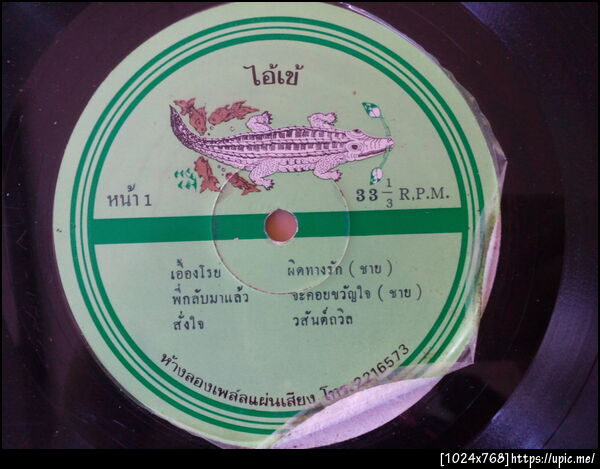 ไอ้เข้
หน้า 1
33 1/3 R.P.M.
เอื้องโรย ผิดทางรัก ( ชาย )
พี่กลับมาแล้ว จะคอยขวัญใจ ( ชาย )
สั่งใจ วสันต์ถวิล
ห้างลองเพล์ลแผ่นเสียง โทร. 2216573
[1024x768]https://upic.me/